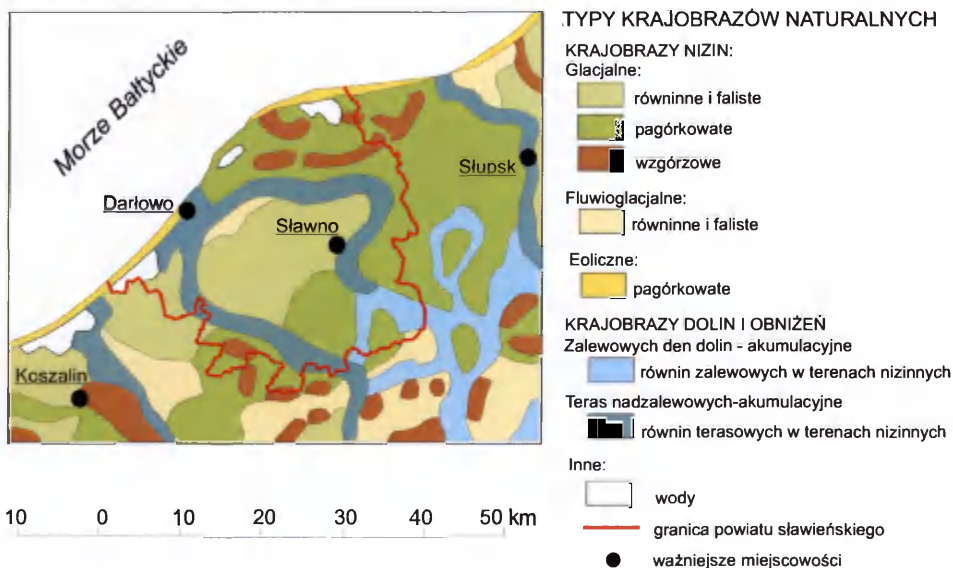 Morze Bałtyckie
Darłowo
Sławno
Słupsk
Koszalin
10 0 10 20 30 40 50 km
TYPY KRAJOBRAZÓW NATURALNYCH
KRAJOBRAZY NIZIN:
Glacjalne:
równinne i faliste
pagórkowate
wzgórzowe
Fluwioglacjalne:
równinne i faliste
Eoliczne:
pagórkowate
KRAJOBRAZY DOLIN I OBNIŻEŃ
Zalewowych den dolin - akumulacyjne
równin zalewowych w terenach nizinnych
Teras nadzalewowych-akumulacyjne
równin terasowych w terenach nizinnych
Inne:
wody
granica powiatu sławieńskiego
ważniejsze miejscowości